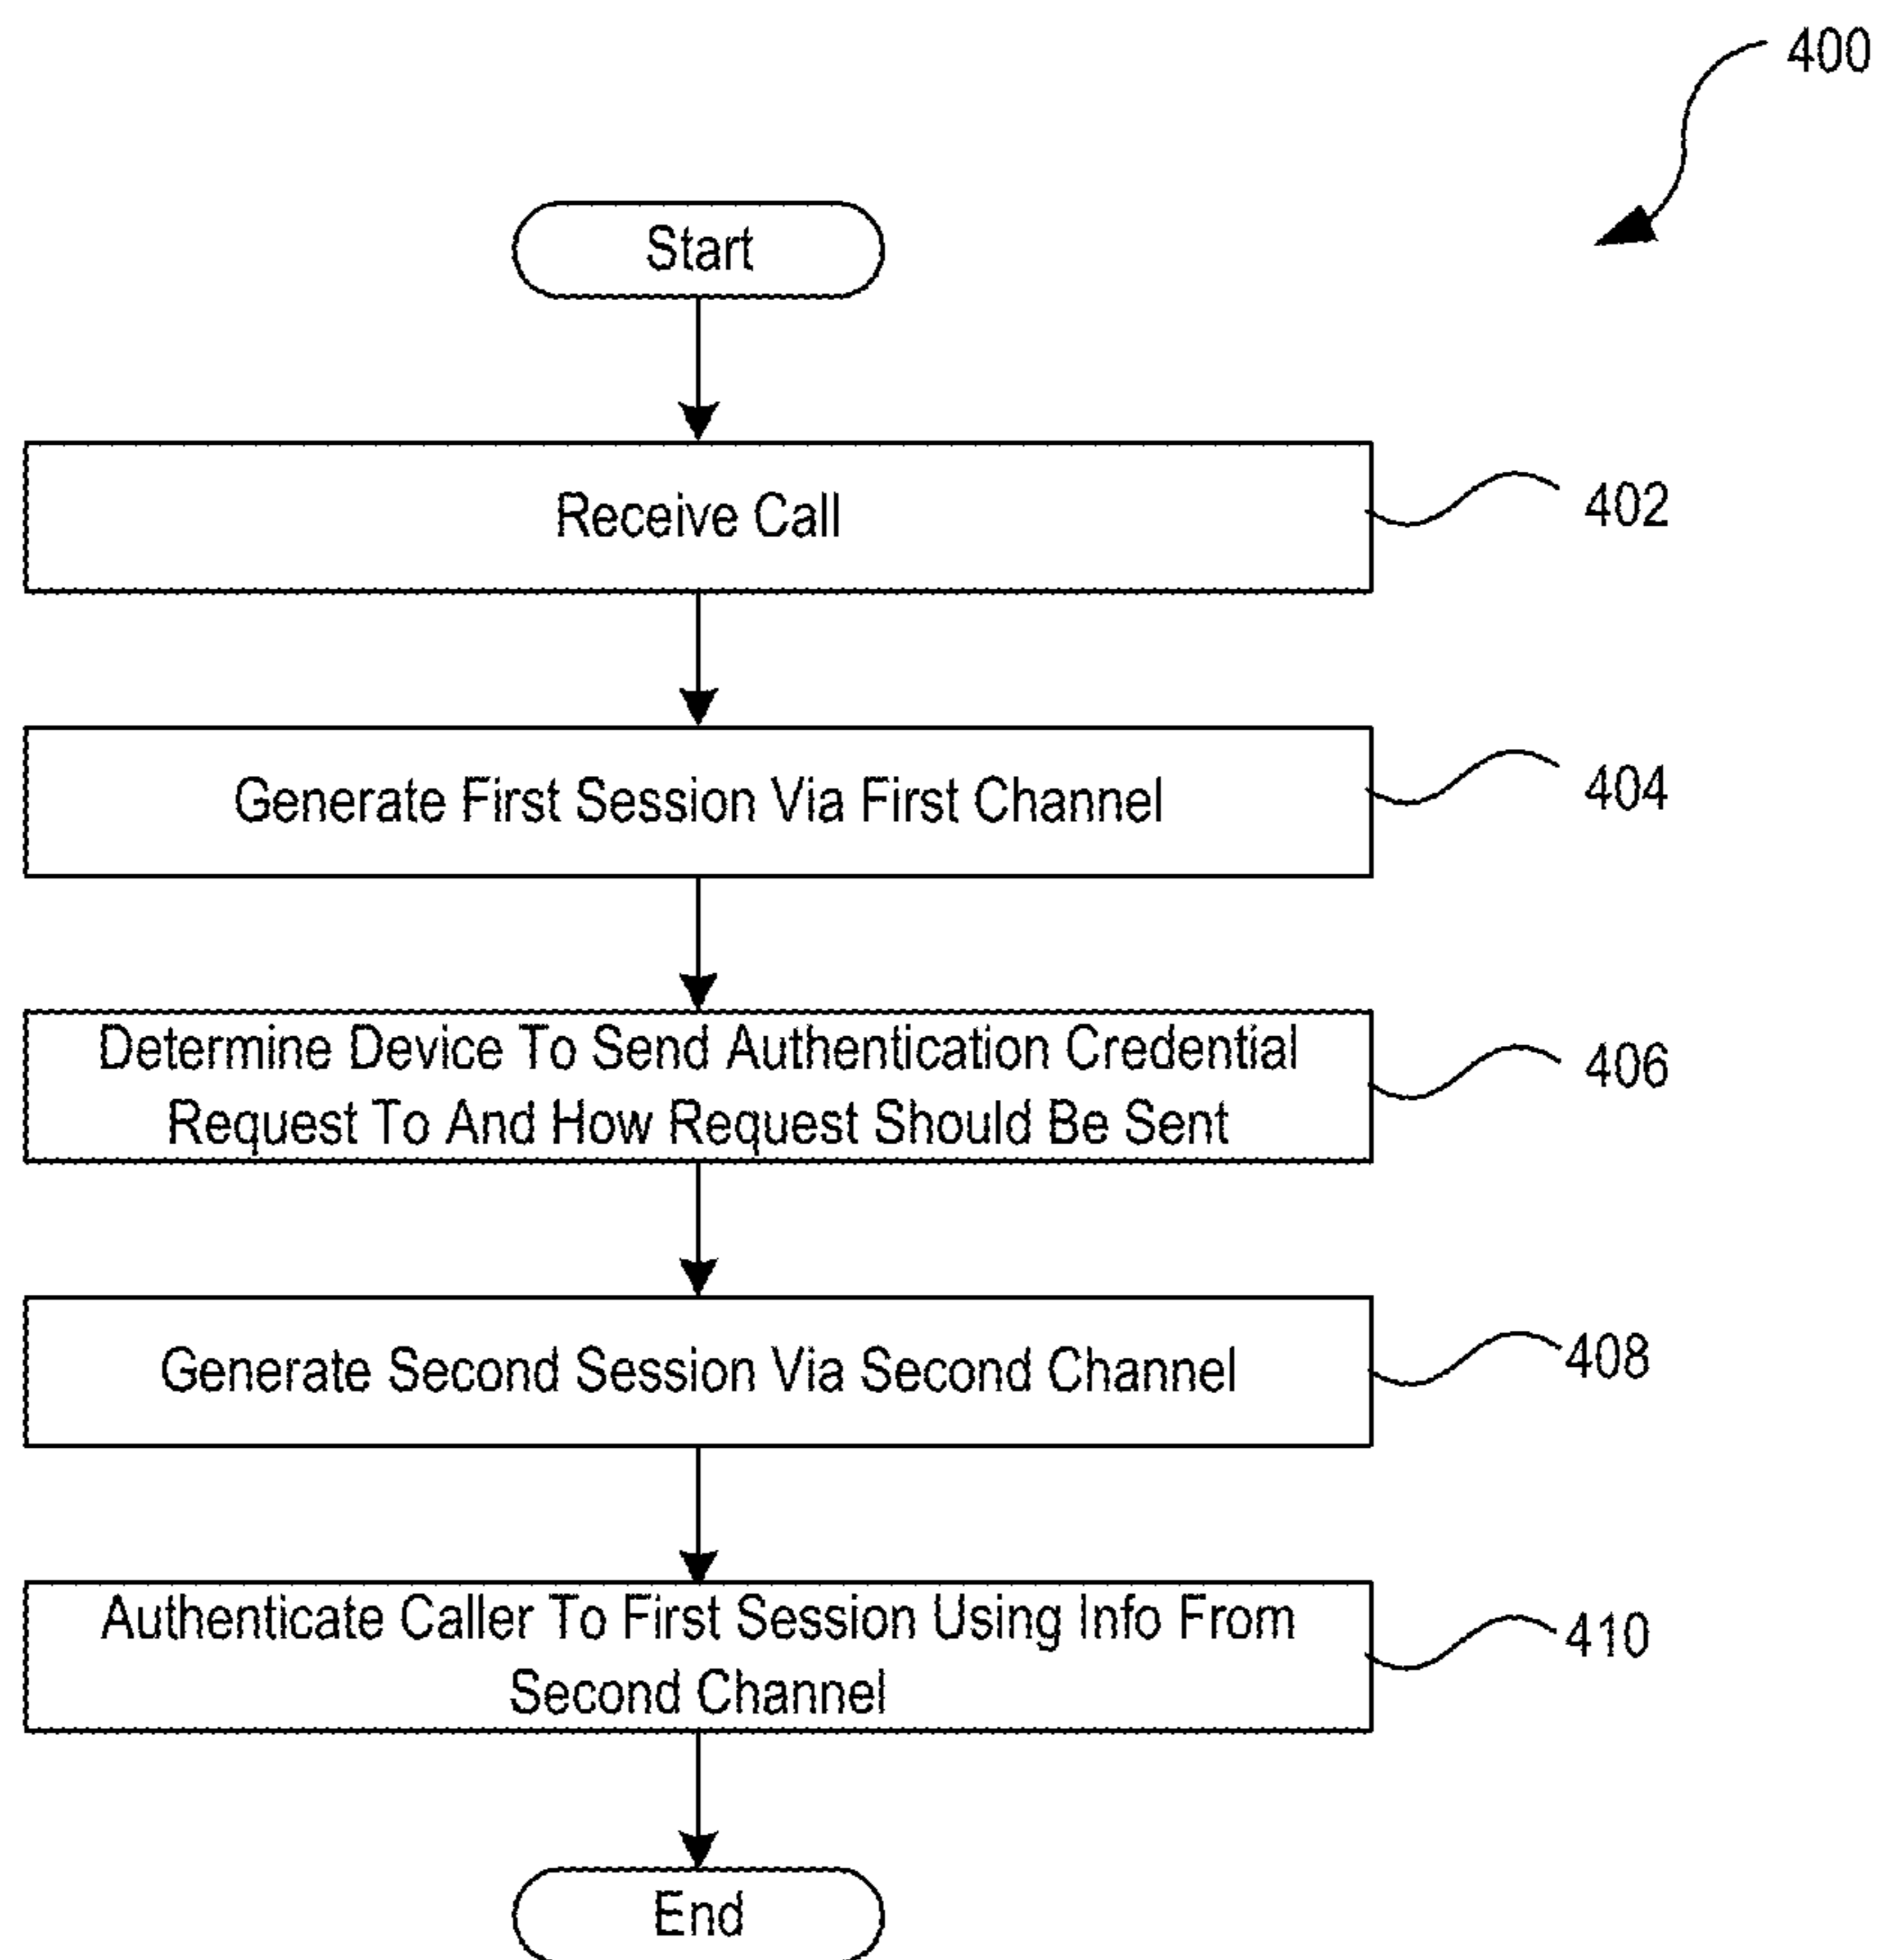 400
Start
Receive Call
402
Generate First Session Via First Channel
404
Determine Device To Send Authentication Credential
Request To And How Request Should Be Sent
406
Generate Second Session Via Second Channel
408
Authenticate Caller To First Session Using Info From
Second Channel
410
End